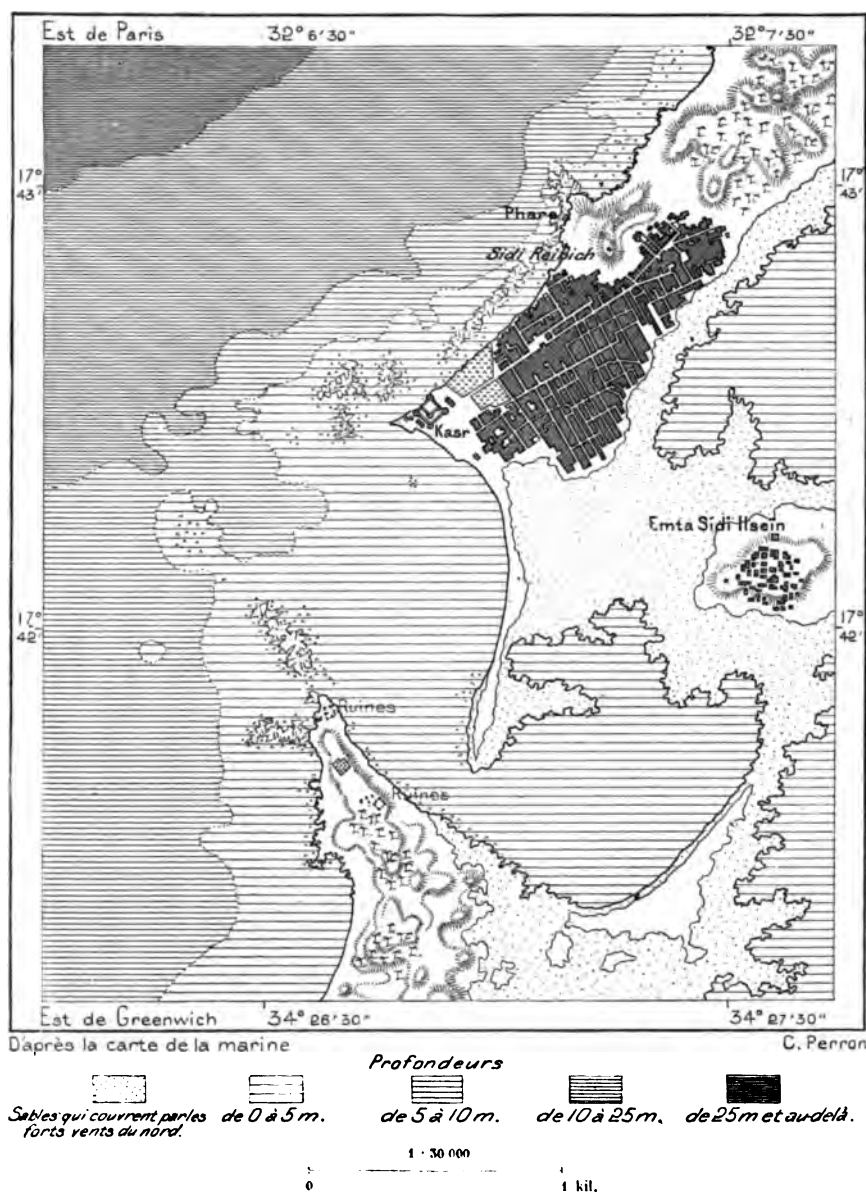 Est de Paris 32° 6'30" 32° 7'30"
17° 43' 17° 43'
Phare
Sidi Reibich
Kasr
Emta Sidi Hsein
17° 42' 17° 42'
Ruines
Ruines
Est de Greenwich 34° 26'30" 34° 27'30"
D'après la carte de la marine C. Perron
Profondeurs
Sables qui couvrent par les forts vents du nord. de 0 à 5 m. de 5 à 10 m. de 10 à 25 m. de 25 m et au-delà.
1 : 30 000
0 1 kil.